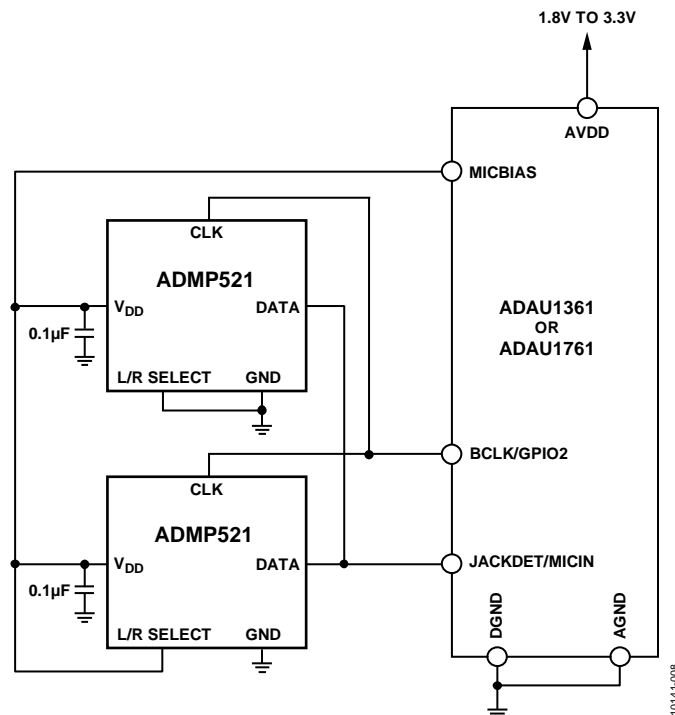 1.8V TO 3.3V
AVDD
MICBIAS
CLK
ADMP521
VDD
DATA
0.1µF
L/R SELECT
GND
ADAU1361
OR
ADAU1761
BCLK/GPIO2
CLK
ADMP521
VDD
DATA
JACKDET/MICIN
0.1µF
L/R SELECT
GND
DGND
AGND
10141-008